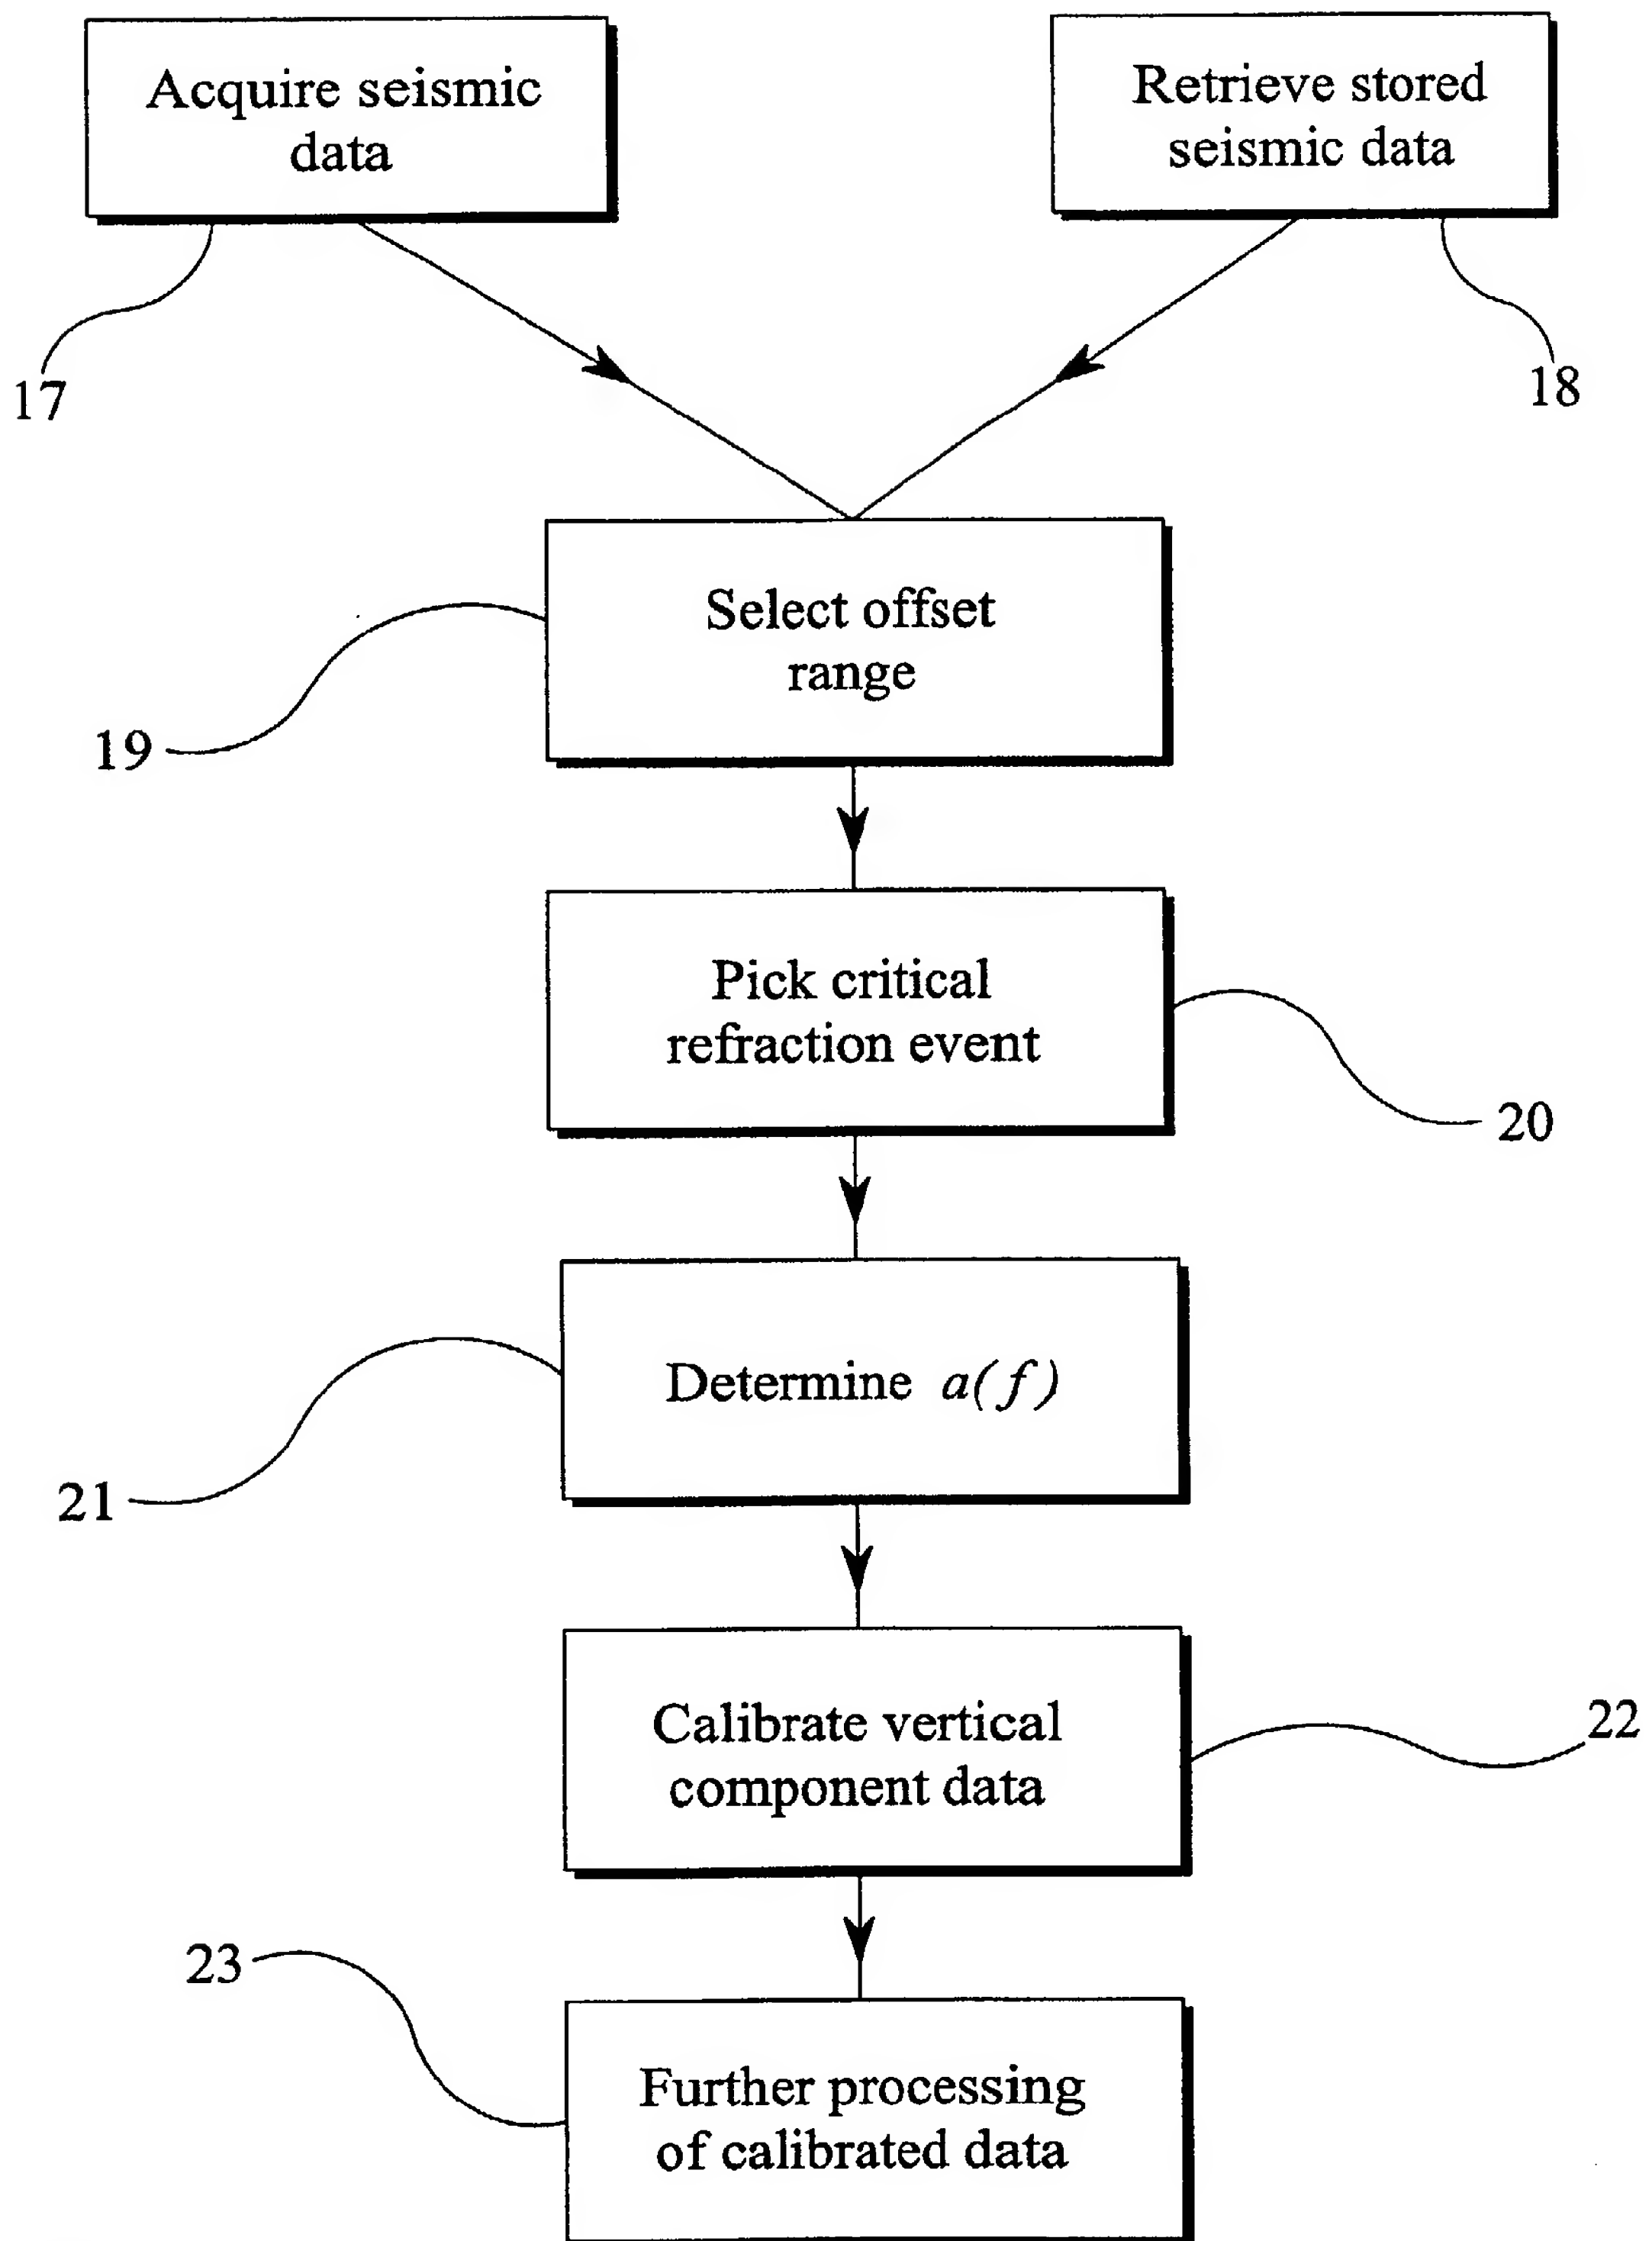 Acquire seismic
data
Retrieve stored
seismic data
17
18
Select offset
range
19
Pick critical
refraction event
20
Determine a(f)
21
Calibrate vertical
component data
22
23
Further processing
of calibrated data